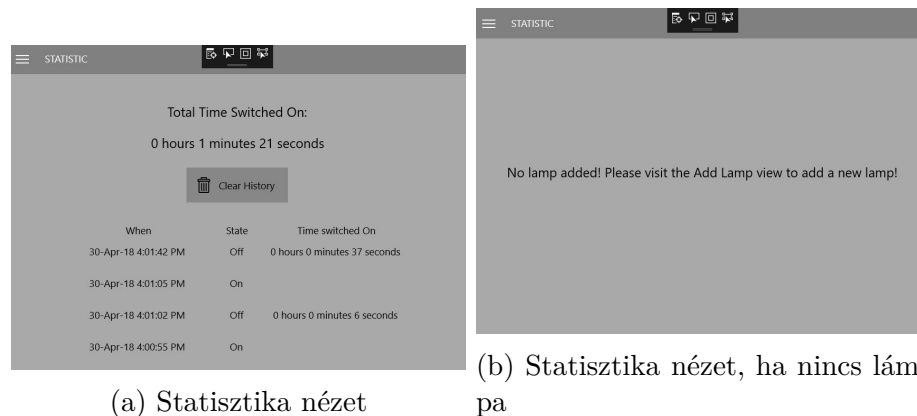 STATISTIC
Total Time Switched On:
0 hours 1 minutes 21 seconds
Clear History
When State Time switched On
30-Apr-18 4:01:42 PM Off 0 hours 0 minutes 37 seconds
30-Apr-18 4:01:05 PM On
30-Apr-18 4:01:02 PM Off 0 hours 0 minutes 6 seconds
30-Apr-18 4:00:55 PM On
(a) Statisztika nézet
STATISTIC
No lamp added! Please visit the Add Lamp view to add a new lamp!
(b) Statisztika nézet, ha nincs lám
pa